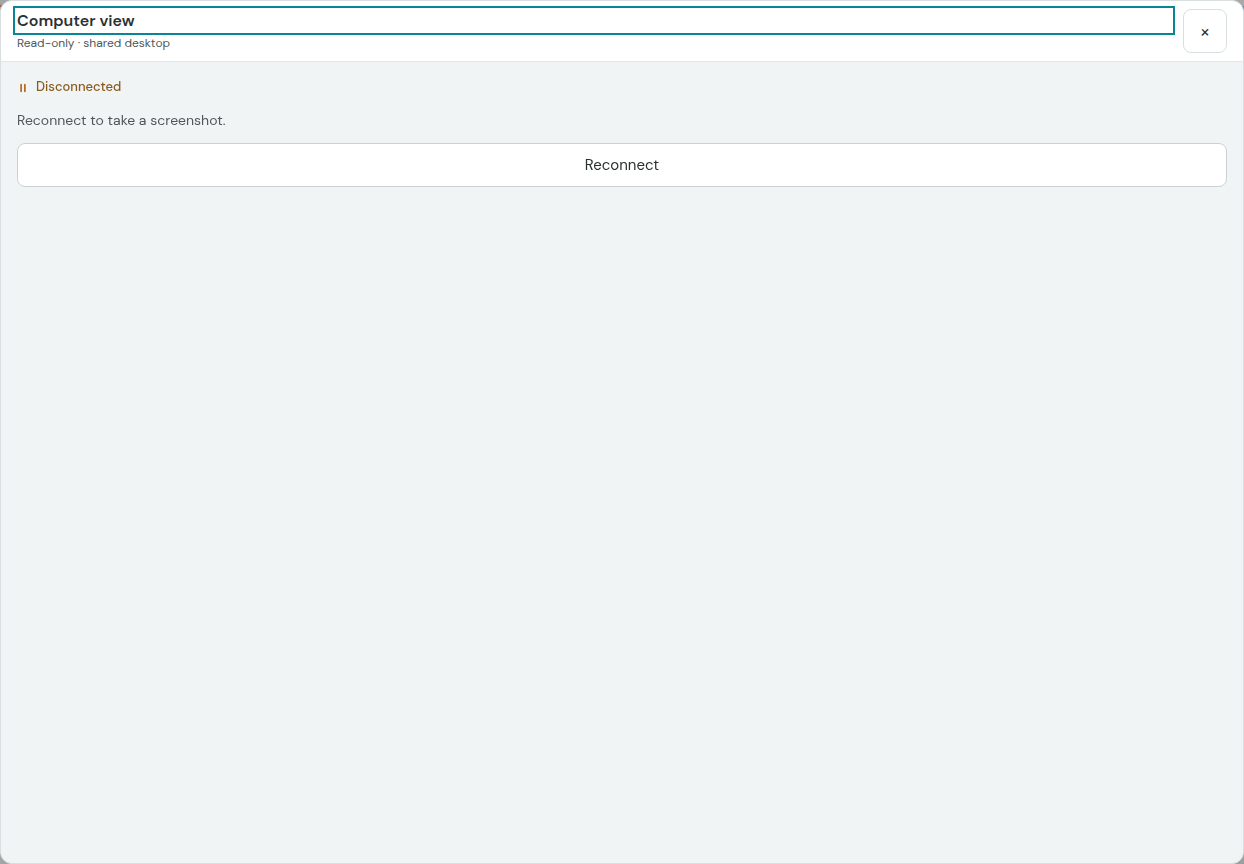 Computer view
Read-only · shared desktop
×
Disconnected
Reconnect to take a screenshot.
Reconnect